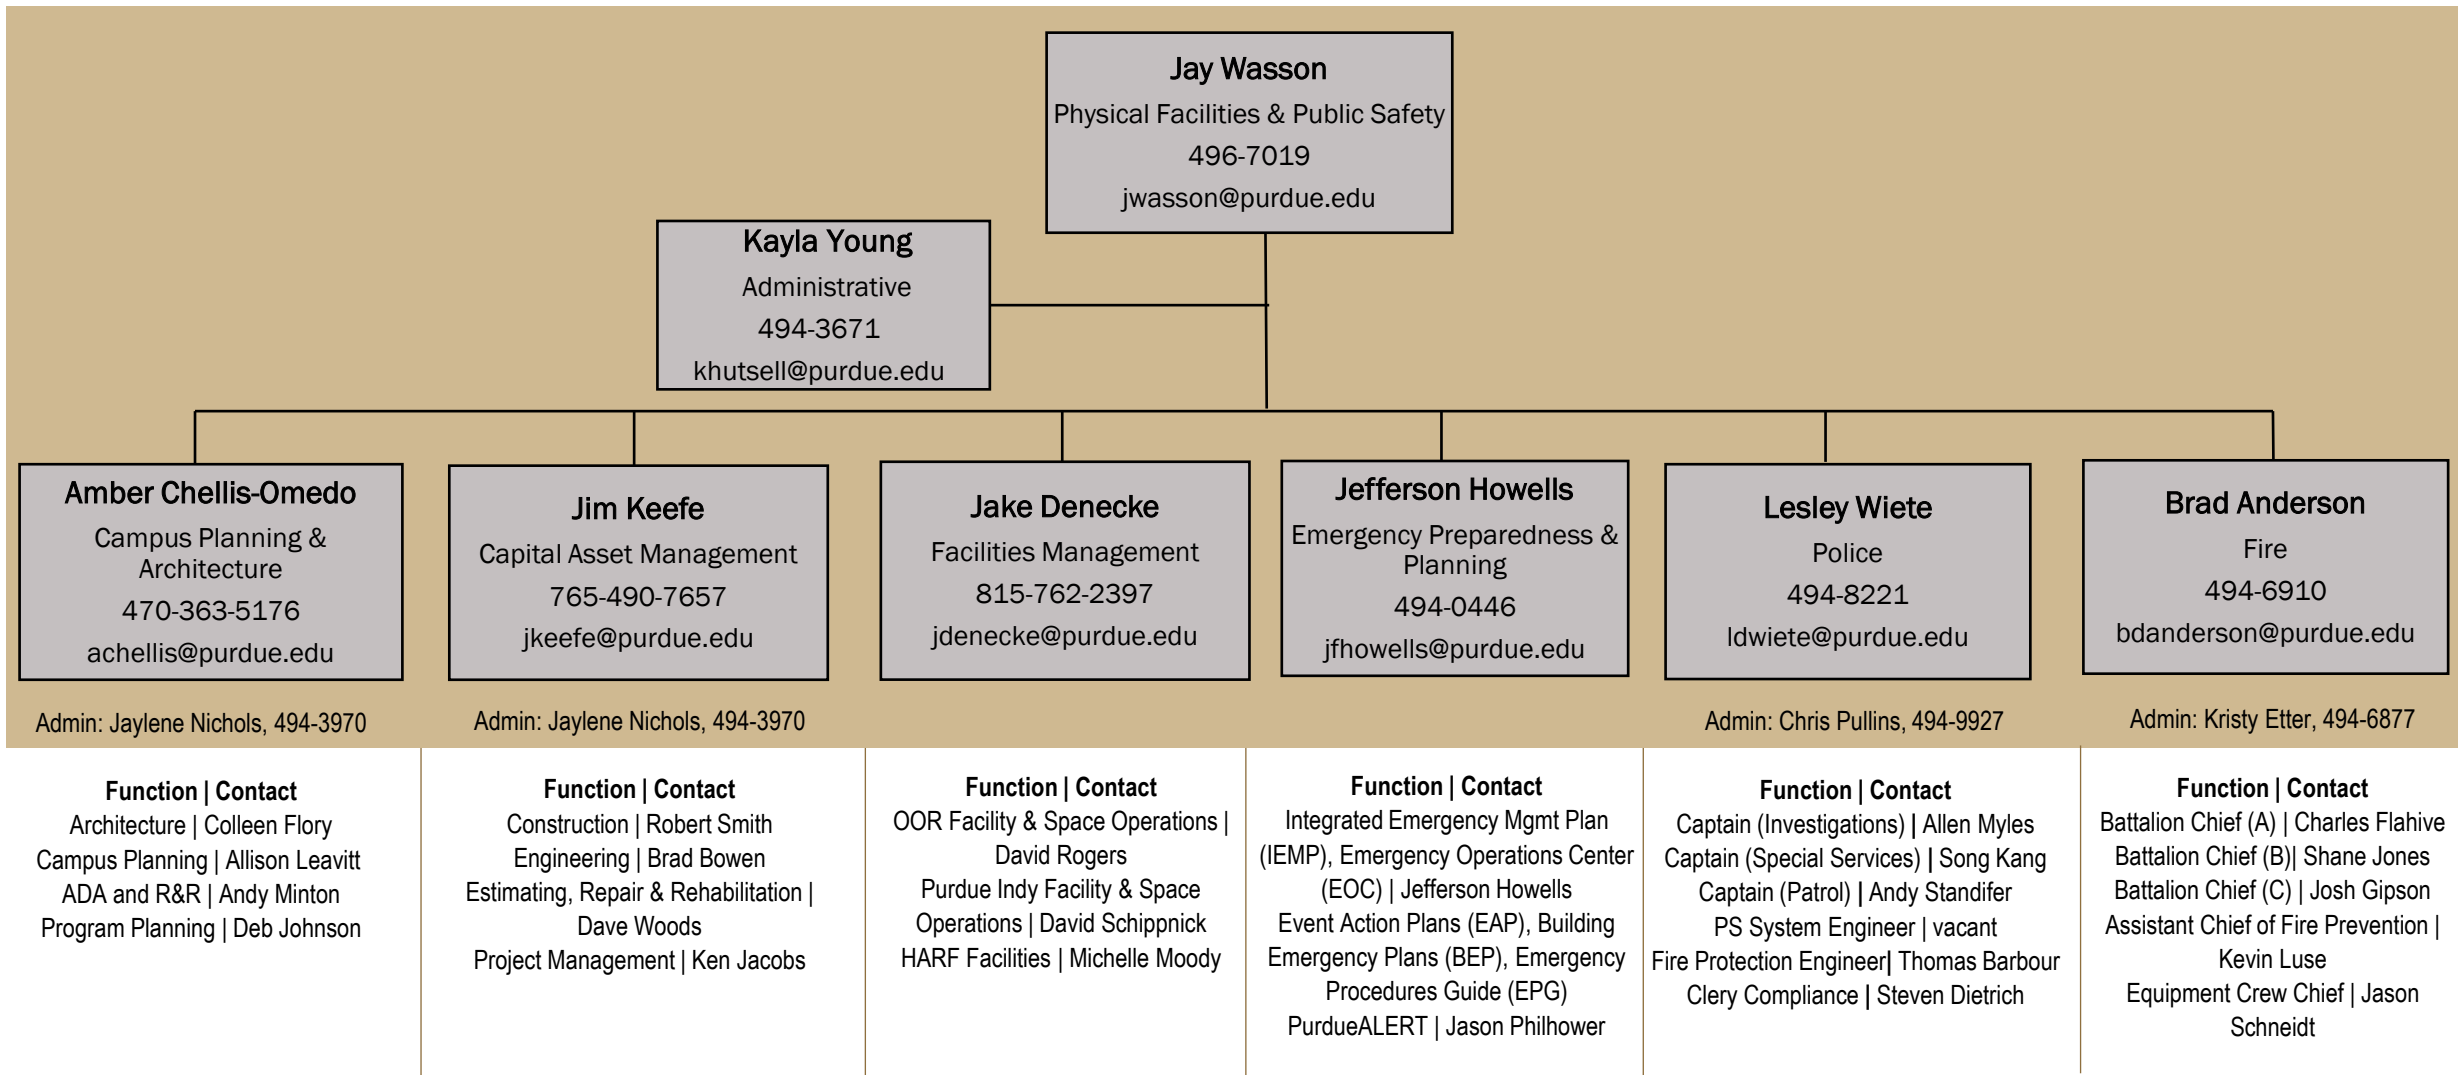 Jay Wasson
Physical Facilities & Public Safety
496-7019
jwasson@purdue.edu
Kayla Young
Administrative
494-3671
khutsell@purdue.edu
Amber Chellis-Omedo
Campus Planning &
Architecture
470-363-5176
achellis@purdue.edu
Admin: Jaylene Nichols, 494-3970
Jim Keefe
Capital Asset Management
765-490-7657
jkeefe@purdue.edu
Admin: Jaylene Nichols, 494-3970
Jake Denecke
Facilities Management
815-762-2397
jdenecke@purdue.edu
Jefferson Howells
Emergency Preparedness &
Planning
494-0446
jfhowells@purdue.edu
Lesley Wiete
Police
494-8221
ldwiete@purdue.edu
Admin: Chris Pullins, 494-9927
Brad Anderson
Fire
494-6910
bdanderson@purdue.edu
Admin: Kristy Etter, 494-6877
Function | Contact
Architecture | Colleen Flory
Campus Planning | Allison Leavitt
ADA and R&R | Andy Minton
Program Planning | Deb Johnson
Function | Contact
Construction | Robert Smith
Engineering | Brad Bowen
Estimating, Repair & Rehabilitation |
Dave Woods
Project Management | Ken Jacobs
Function | Contact
OOR Facility & Space Operations |
David Rogers
Purdue Indy Facility & Space
Operations | David Schippnick
HARF Facilities | Michelle Moody
Function | Contact
Integrated Emergency Mgmt Plan
(IEMP), Emergency Operations Center
(EOC) | Jefferson Howells
Event Action Plans (EAP), Building
Emergency Plans (BEP), Emergency
Procedures Guide (EPG)
PurdueALERT | Jason Philhower
Function | Contact
Captain (Investigations) | Allen Myles
Captain (Special Services) | Song Kang
Captain (Patrol) | Andy Standifer
PS System Engineer | vacant
Fire Protection Engineer| Thomas Barbour
Clery Compliance | Steven Dietrich
Function | Contact
Battalion Chief (A) | Charles Flahive
Battalion Chief (B)| Shane Jones
Battalion Chief (C) | Josh Gipson
Assistant Chief of Fire Prevention |
Kevin Luse
Equipment Crew Chief | Jason
Schneidt